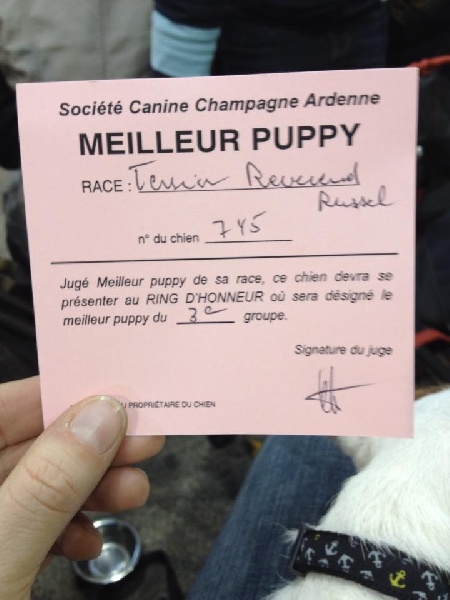 Société Canine Champagne Ardenne
MEILLEUR PUPPY
RACE : Terrier Reverend
Russel
n° du chien 745
Jugé Meilleur puppy de sa race, ce chien devra se
présenter au RING D'HONNEUR où sera désigné le
meilleur puppy du 3e groupe.
Signature du juge
PROPRIÉTAIRE DU CHIEN